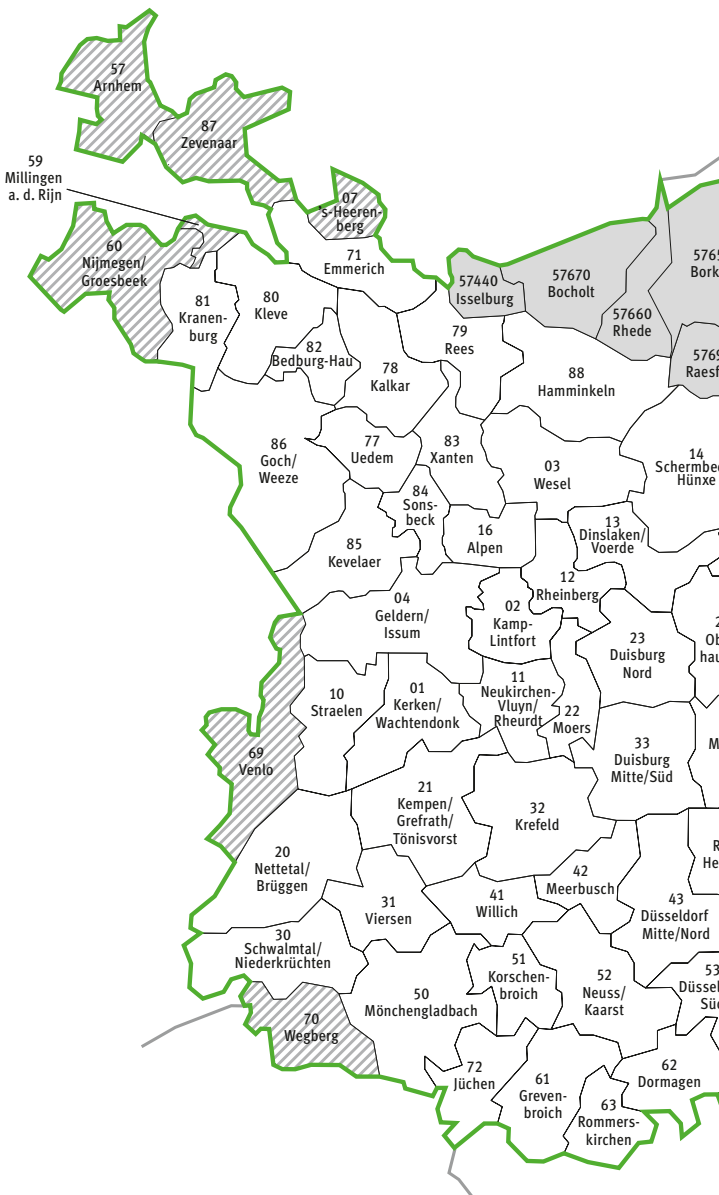 57
Arnhem
87
Zevenaar
59
Millingen
a. d. Rijn
07
's-Heeren-
berg
60
Nijmegen/
Groesbeek
71
Emmerich
57440
Isselburg
57670
Bocholt
57660
Rhede
81
Kranen-
burg
80
Kleve
82
Bedburg-Hau
78
Kalkar
79
Rees
88
Hamminkeln
86
Goch/
Weeze
77
Uedem
83
Xanten
03
Wesel
14
Hünxe
84
Sons-
beck
16
Alpen
13
Dinslaken/
Voerde
85
Kevelaer
12
Rheinberg
04
Geldern/
Issum
02
Kamp-
Lintfort
23
Duisburg
Nord
10
Straelen
01
Kerken/
Wachtendonk
11
Neukirchen-
Vluyn/
Rheurdt
22
Moers
69
Venlo
33
Duisburg
Mitte/Süd
21
Kempen/
Grefrath/
Tönisvorst
32
Krefeld
20
Nettetal/
Brüggen
31
Viersen
41
Willich
42
Meerbusch
43
Düsseldorf
Mitte/Nord
30
Schwalmtal/
Niederkrüchten
50
Mönchengladbach
51
Korschen-
broich
52
Neuss/
Kaarst
53
70
Wegberg
72
Jüchen
61
Greven-
broich
62
Dormagen
63
Rommers-
kirchen